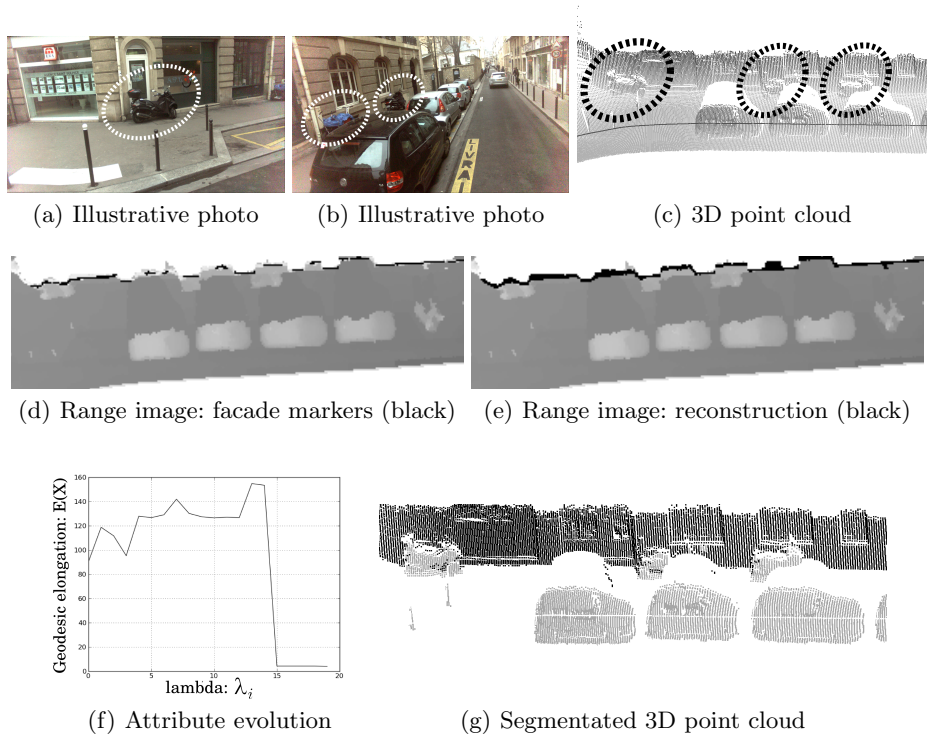 LIVRAI
(a) Illustrative photo
(b) Illustrative photo
(c) 3D point cloud
(d) Range image: facade markers (black)
(e) Range image: reconstruction (black)
Geodesic elongation: E(X)
160
140
120
100
80
60
40
20
0
0 5 10 15 20
lambda: λi
(f) Attribute evolution
(g) Segmentated 3D point cloud